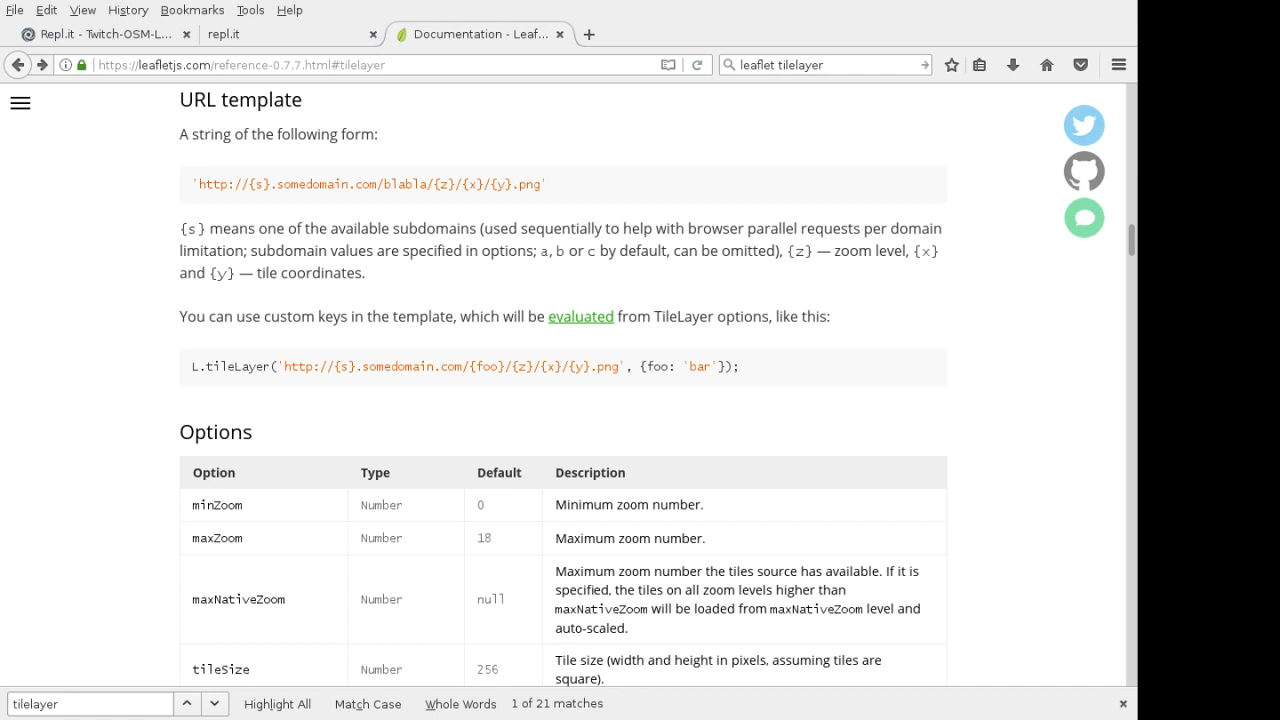 File Edit View History Bookmarks Tools Help
Repl.it - Twitch-OSM-L... × repl.it × Documentation - Leaf... × +
https://leafletjs.com/reference-0.7.7.html#tilelayer leaflet tilelayer
URL template
A string of the following form:
'http://{s}.somedomain.com/blabla/{z}/{x}/{y}.png'
{s} means one of the available subdomains (used sequentially to help with browser parallel requests per domain
limitation; subdomain values are specified in options; a, b or c by default, can be omitted), {z} — zoom level, {x}
and {y} — tile coordinates.
You can use custom keys in the template, which will be evaluated from TileLayer options, like this:
L.tileLayer('http://{s}.somedomain.com/{foo}/{z}/{x}/{y}.png', {foo: 'bar'});
Options
Option Type Default Description
minZoom Number 0 Minimum zoom number.
maxZoom Number 18 Maximum zoom number.
maxNativeZoom Number null Maximum zoom number the tiles source has available. If it is
specified, the tiles on all zoom levels higher than
maxNativeZoom will be loaded from maxNativeZoom level and
auto-scaled.
tileSize Number 256 Tile size (width and height in pixels, assuming tiles are
square).
tilelayer Highlight All Match Case Whole Words 1 of 21 matches ×